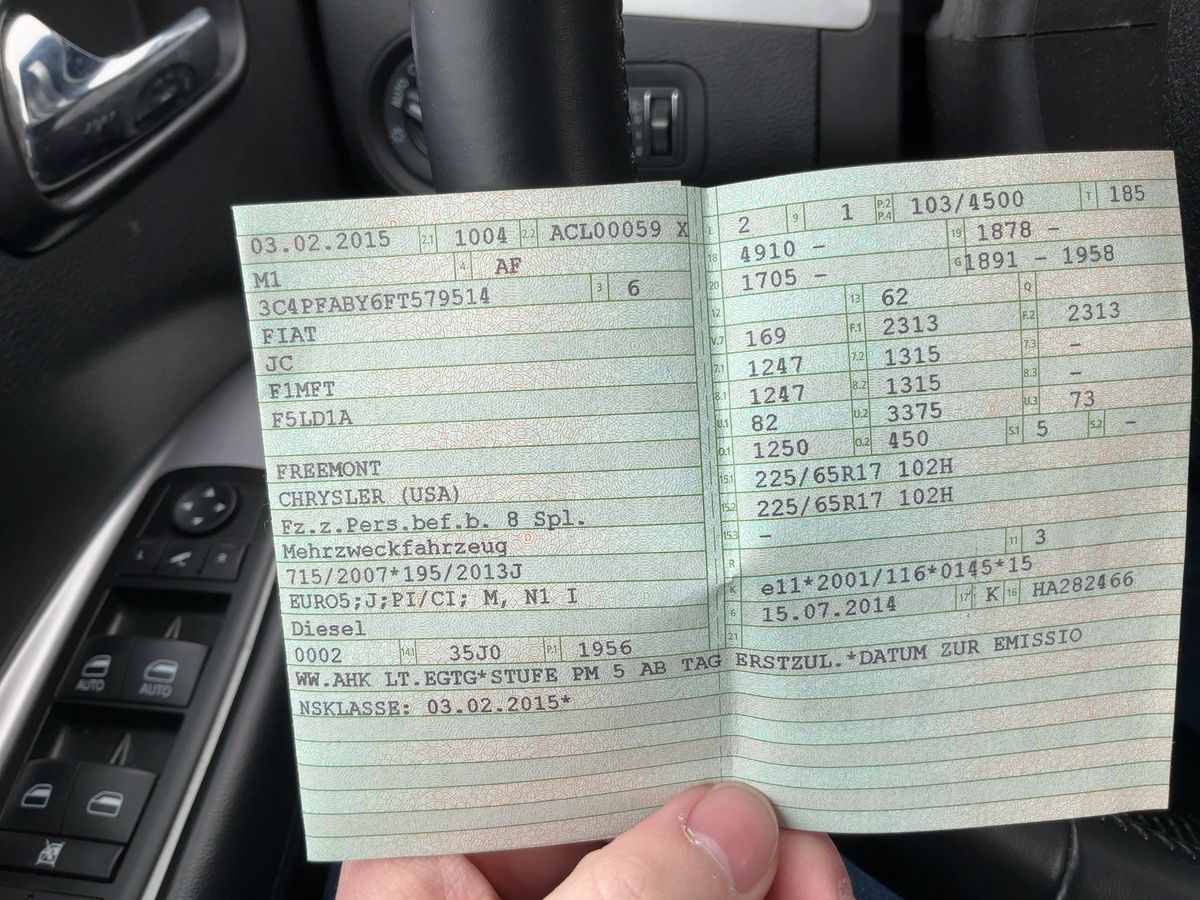 03.02.2015 2.1 1004 2.2 ACL00059 X
M1 4 AF
3C4PFABY6FT579514 3 6
FIAT
JC
F1MFT
F5LD1A
FREEMONT
CHRYSLER (USA)
Fz.z.Pers.bef.b. 8 Spl.
Mehrzweckfahrzeug
715/2007*195/2013J
EURO5;J;PI/CI; M, N1 I
Diesel
0002 14.1 35J0 P.1 1956
L 2 9 1 P.2 P.4 103/4500 T 185
18 4910 - 19 1878 -
20 1705 - G 1891 - 1958
12 13 62 Q
V.7 169 F.1 2313 F.2 2313
7.1 1247 7.2 1315 7.3 -
8.1 1247 8.2 1315 8.3 -
U.1 82 U.2 3375 U.3 73
O.1 1250 O.2 450 S.1 5 S.2 -
15.1 225/65R17 102H
15.2 225/65R17 102H
15.3 -
R 11 3
K e11*2001/116*0145*15
6 15.07.2014 17 K 16 HA282466
21
WW.AHK LT.EGTG*STUFE PM 5 AB TAG ERSTZUL.*DATUM ZUR EMISSIO
NSKLASSE: 03.02.2015*
AUTO
AUTO AUTO